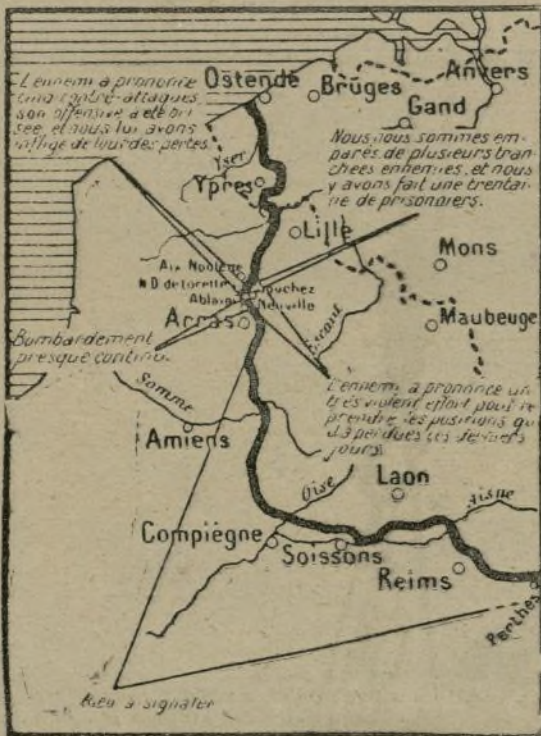 L'ennemi a prononcé
cinq contre-attaques,
son offensive a été bri
sée, et nous lui avons
infligé de lourdes pertes.
Ostende
Bruges
Anvers
Gand
Nous nous sommes em-
parés de plusieurs tran-
chées ennemies, et nous
y avons fait une trentai-
ne de prisonniers.
Yser
Ypres
Lille
Mons
Aix Noulette
N D de Lorette
Souchez
Ablain
Neuville
Arras
Maubeuge
Escaut
Bombardement
presque continu.
L'ennemi a prononcé un
très violent effort pour re
prendre les positions qu'
il a perdues ces derniers
jours.
Somme
Amiens
Oise
Laon
Aisne
Compiègne
Soissons
Reims
Perthes
Rien à signaler